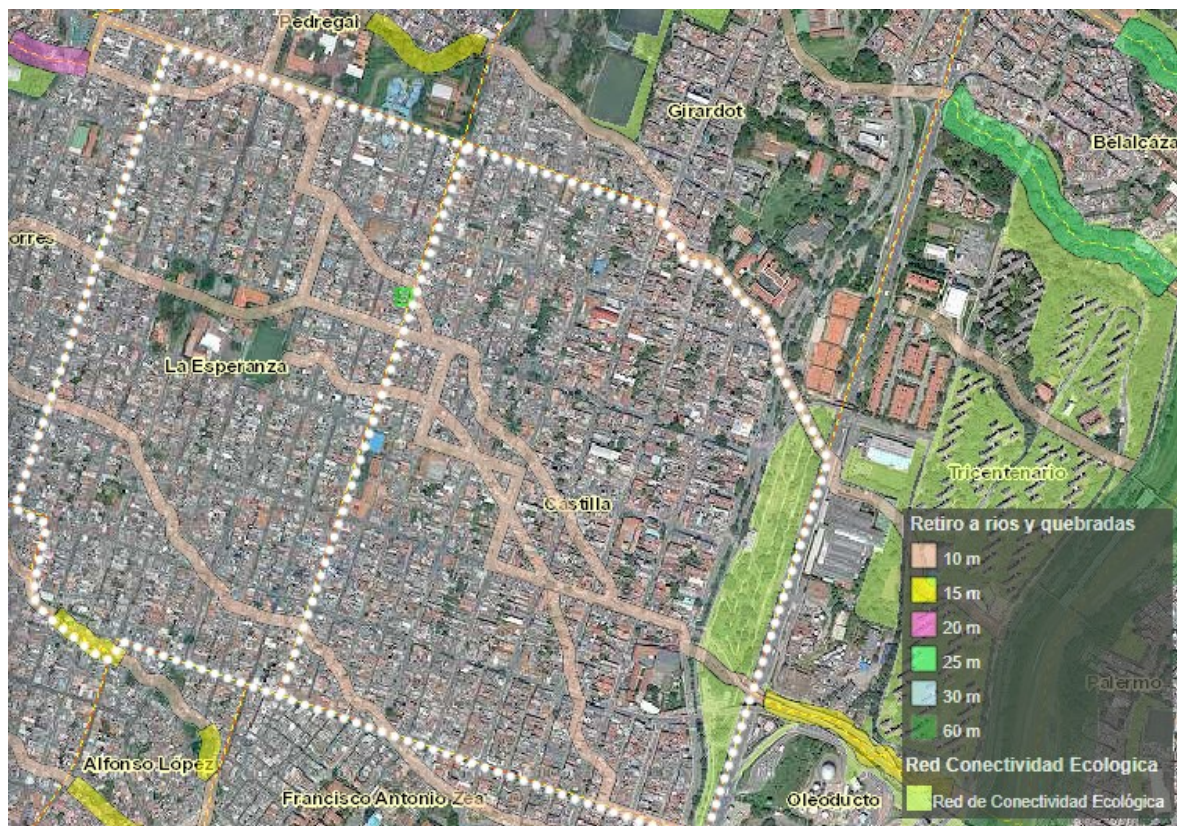 Pedregal
Girardot
Belalcáza
orres
La Esperanza
Tricentenario
Castilla
Retiro a rios y quebradas
10 m
15 m
20 m
25 m
30 m
60 m
Palermo
Red Conectividad Ecologica
Red de Conectividad Ecológica
Alfonso López
Francisco Antonio Zea
Oleoducto